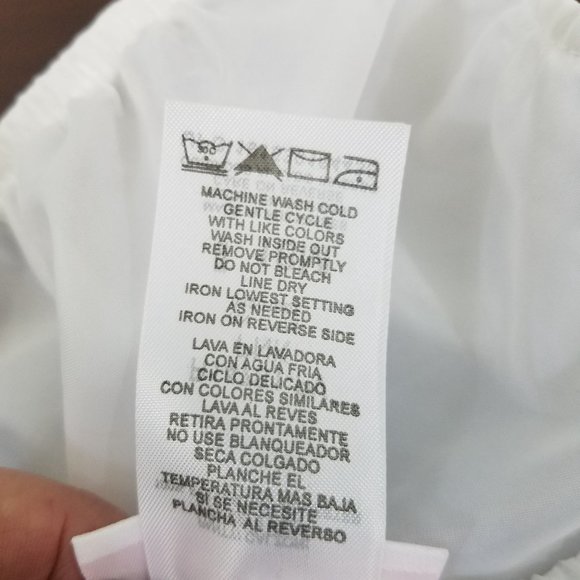 MACHINE WASH COLD
GENTLE CYCLE
WITH LIKE COLORS
WASH INSIDE OUT
REMOVE PROMPTLY
DO NOT BLEACH
LINE DRY
IRON LOWEST SETTING
AS NEEDED
IRON ON REVERSE SIDE
LAVA EN LAVADORA
CON AGUA FRIA
CICLO DELICADO
CON COLORES SIMILARES
LAVA AL REVES
RETIRA PRONTAMENTE
NO USE BLANQUEADOR
SECA COLGADO
PLANCHE EL
TEMPERATURA MAS BAJA
SI SE NECESITE
PLANCHA AL REVERSO